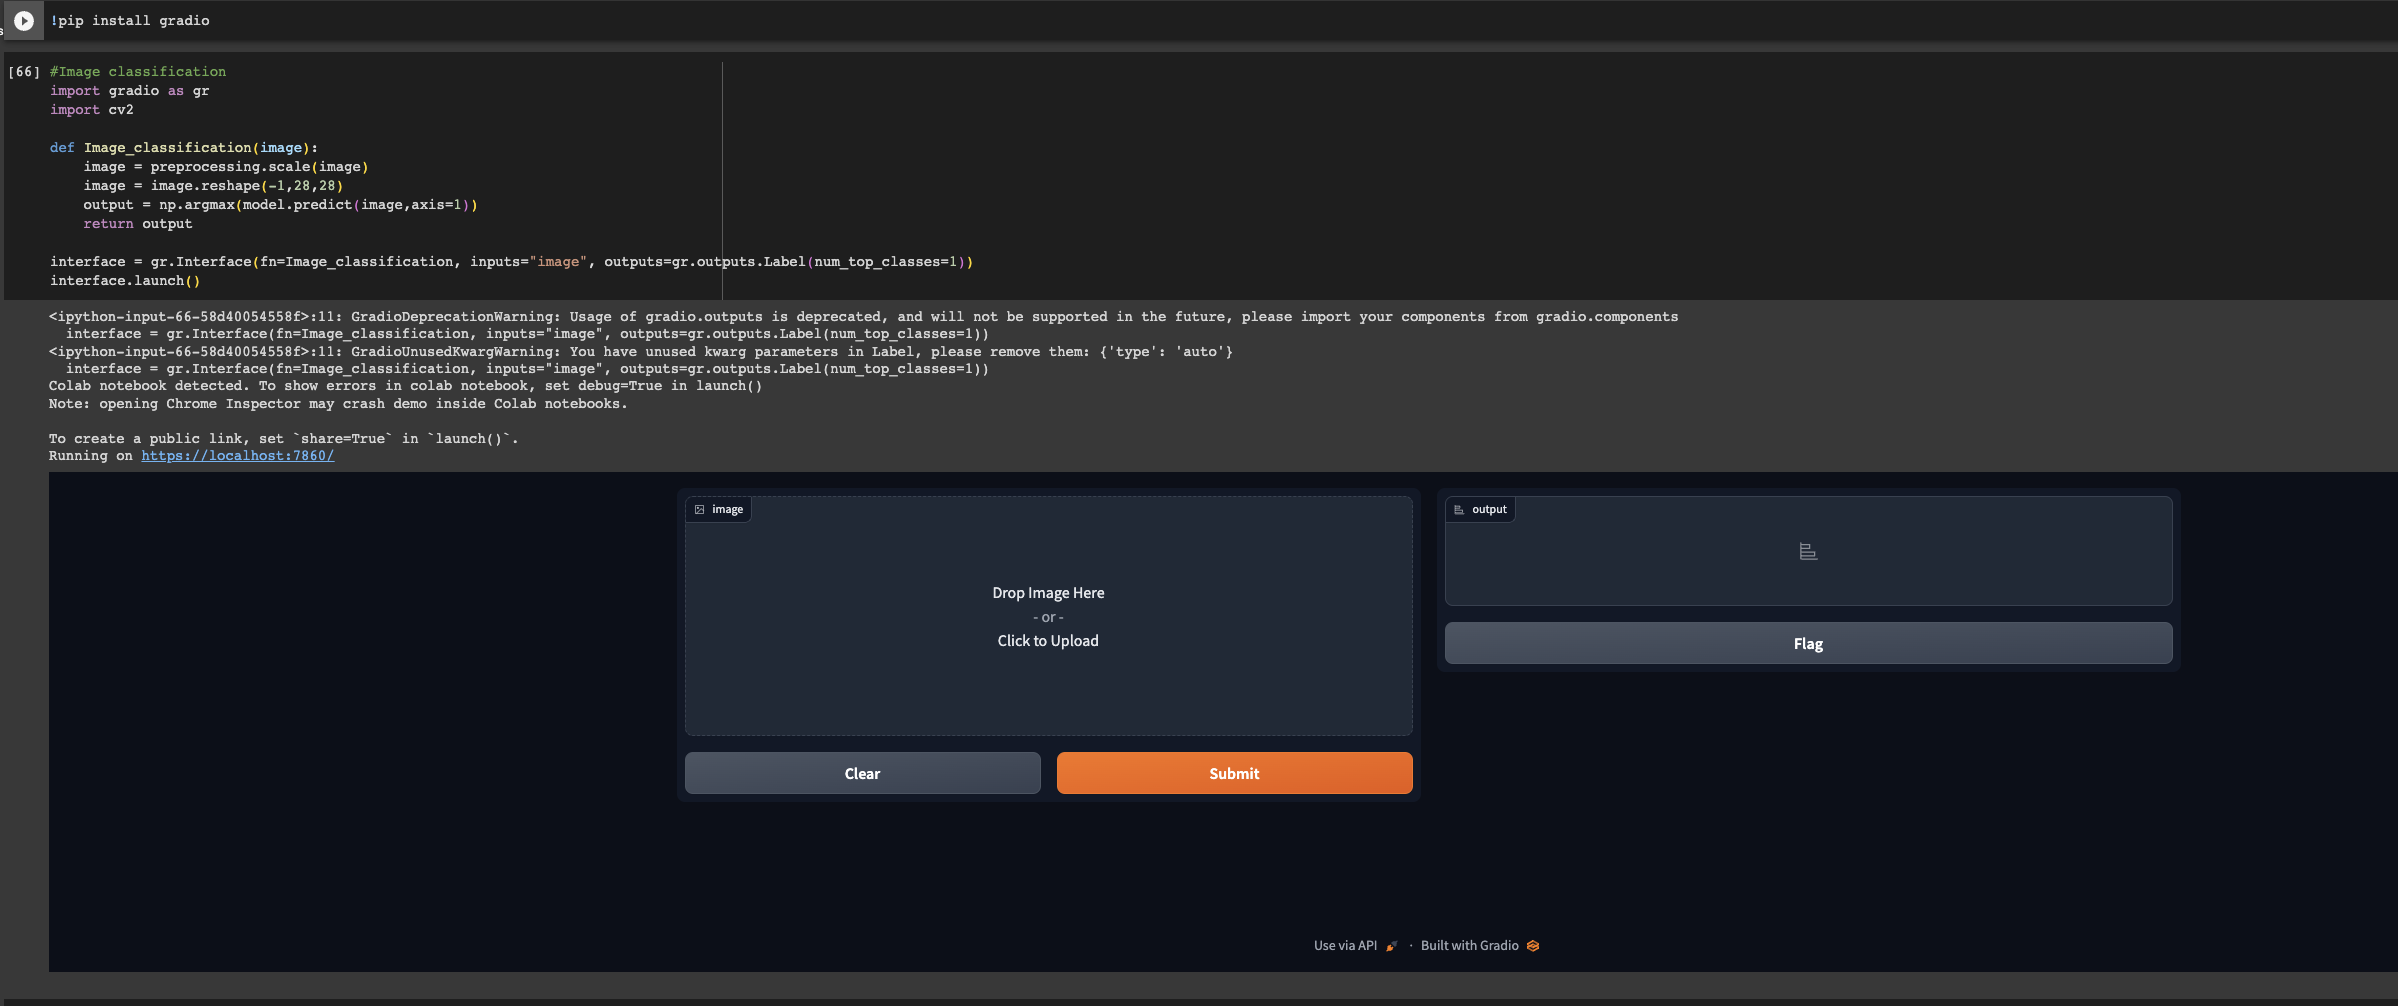 !pip install gradio
s
[66] #Image classification
import gradio as gr
import cv2
def Image_classification(image):
    image = preprocessing.scale(image)
    image = image.reshape(-1,28,28)
    output = np.argmax(model.predict(image,axis=1))
    return output
interface = gr.Interface(fn=Image_classification, inputs="image", outputs=gr.outputs.Label(num_top_classes=1))
interface.launch()
<ipython-input-66-58d40054558f>:11: GradioDeprecationWarning: Usage of gradio.outputs is deprecated, and will not be supported in the future, please import your components from gradio.components
  interface = gr.Interface(fn=Image_classification, inputs="image", outputs=gr.outputs.Label(num_top_classes=1))
<ipython-input-66-58d40054558f>:11: GradioUnusedKwargWarning: You have unused kwarg parameters in Label, please remove them: {'type': 'auto'}
  interface = gr.Interface(fn=Image_classification, inputs="image", outputs=gr.outputs.Label(num_top_classes=1))
Colab notebook detected. To show errors in colab notebook, set debug=True in launch()
Note: opening Chrome Inspector may crash demo inside Colab notebooks.
To create a public link, set `share=True` in `launch()`.
Running on https://localhost:7860/
image
Drop Image Here
- or -
Click to Upload
Clear
Submit
output
Flag
Use via API · Built with Gradio